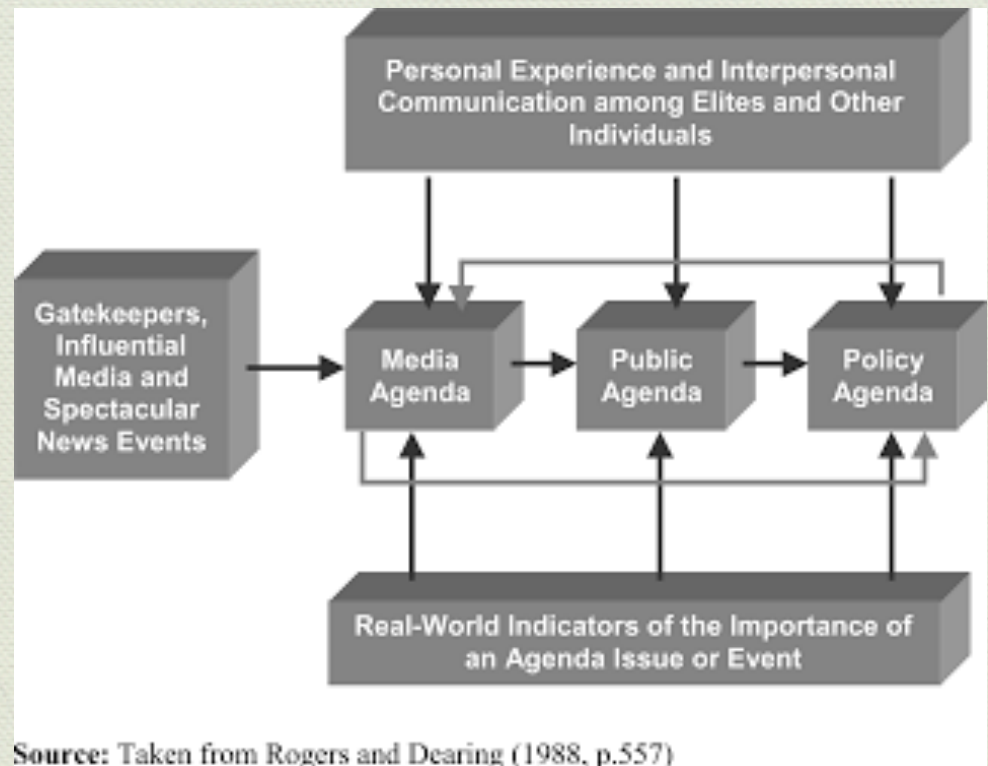 Personal Experience and Interpersonal
Communication among Elites and Other
Individuals
Gatekeepers,
Influential
Media and
Spectacular
News Events
Media
Agenda
Public
Agenda
Policy
Agenda
Real-World Indicators of the Importance of
an Agenda Issue or Event
Source: Taken from Rogers and Dearing (1988, p.557)